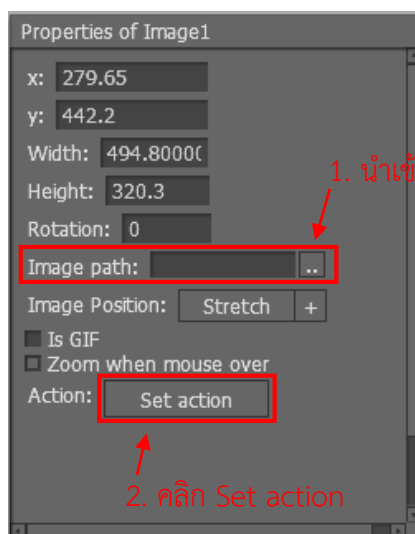 Properties of Image1
x: 279.65
y: 442.2
Width: 494.8000(
Height: 320.3
1. นำเข้
Rotation: 0
Image path: ..
Image Position: Stretch +
Is GIF
Zoom when mouse over
Action: Set action
2. คลิก Set action